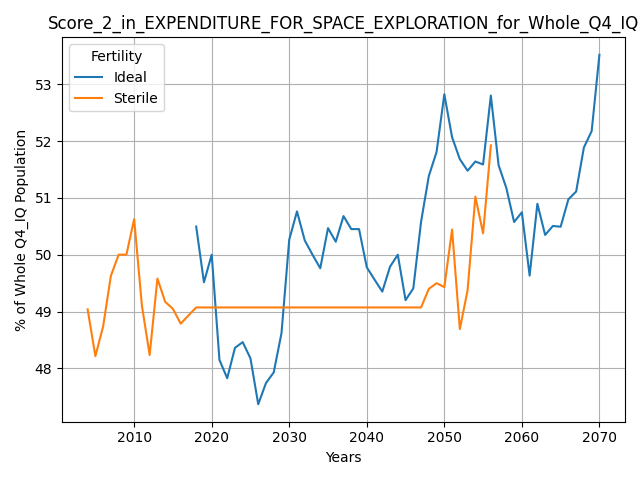 Score_2_in_EXPENDITURE_FOR_SPACE_EXPLORATION_for_Whole_Q4_IQ
Fertility
Ideal
Sterile
53
52
51
50
49
48
% of Whole Q4_IQ Population
2010 2020 2030 2040 2050 2060 2070
Years